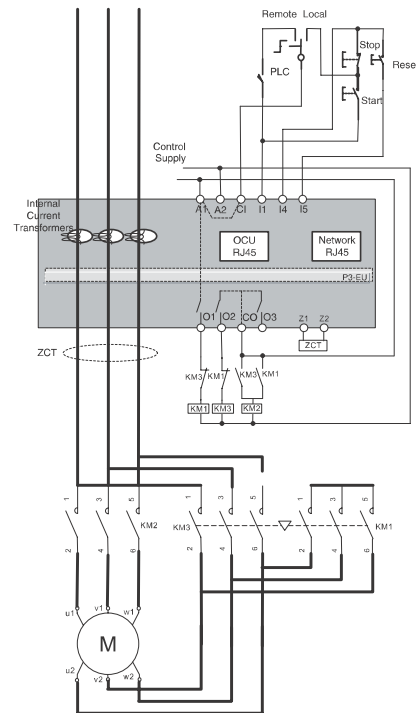 Remote Local
Stop
Rese
PLC
Start
Control
Supply
Internal
Current
Transformers
A1 A2 CI I1 I4 I5
OCU
RJ45
Network
RJ45
P3-EU
O1 O2 CO O3 Z1 Z2
ZCT
ZCT
KM3 KM1 KM3 KM1
KM1 KM3 KM2
1 3 5 1 3 5 1 3 5
KM2 KM3 KM1
2 4 6 2 4 6 2 4 6
u1 v1 w1
M
u2 v2 w2